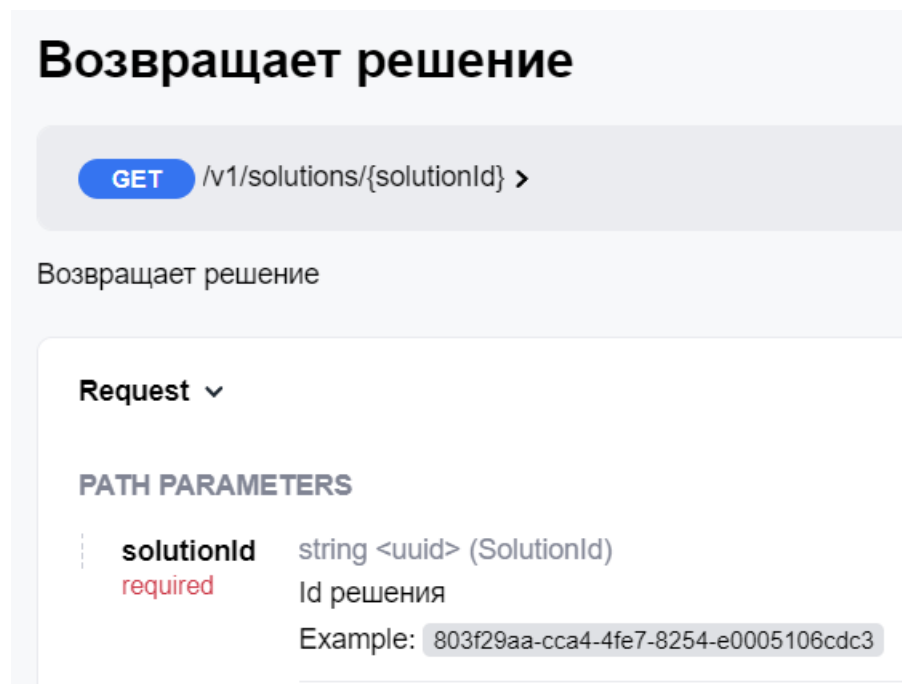 Возвращает решение
GET /v1/solutions/{solutionId} >
Возвращает решение
Request
PATH PARAMETERS
solutionId string <uuid> (SolutionId)
required Id решения
Example: 803f29aa-cca4-4fe7-8254-e0005106cdc3